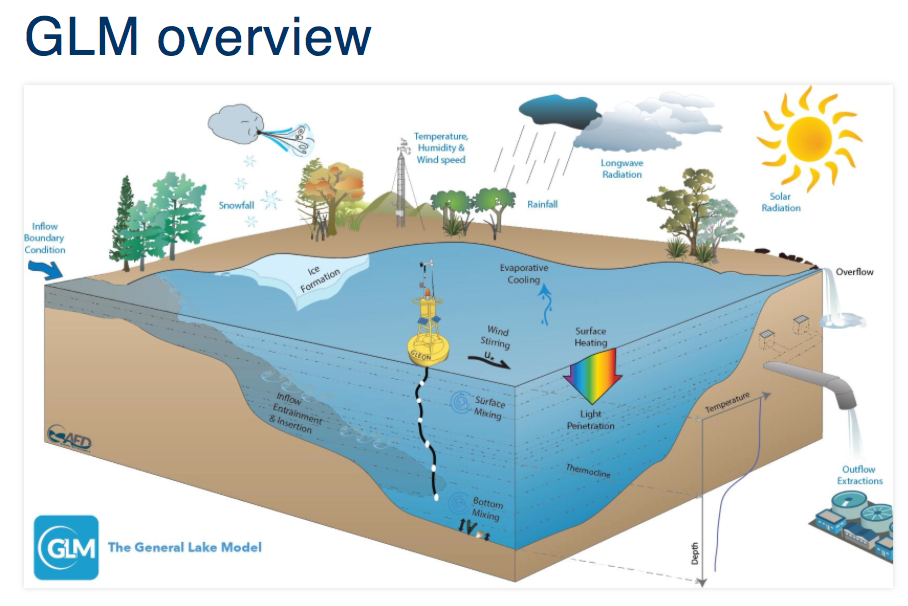 GLM overview
Temperature,
Humidity &
Wind speed
Longwave
Radiation
Snowfall
Rainfall
Solar
Radiation
Inflow
Boundary
Condition
Ice
Formation
Evaporative
Cooling
Overflow
Wind
Stirring
u*
Surface
Heating
GLEON
Inflow
Entrainment
& Insertion
Surface
Mixing
Light
Penetration
Temperature
Thermocline
AED
Outflow
Extractions
Bottom
Mixing
Depth
GLM
The General Lake Model